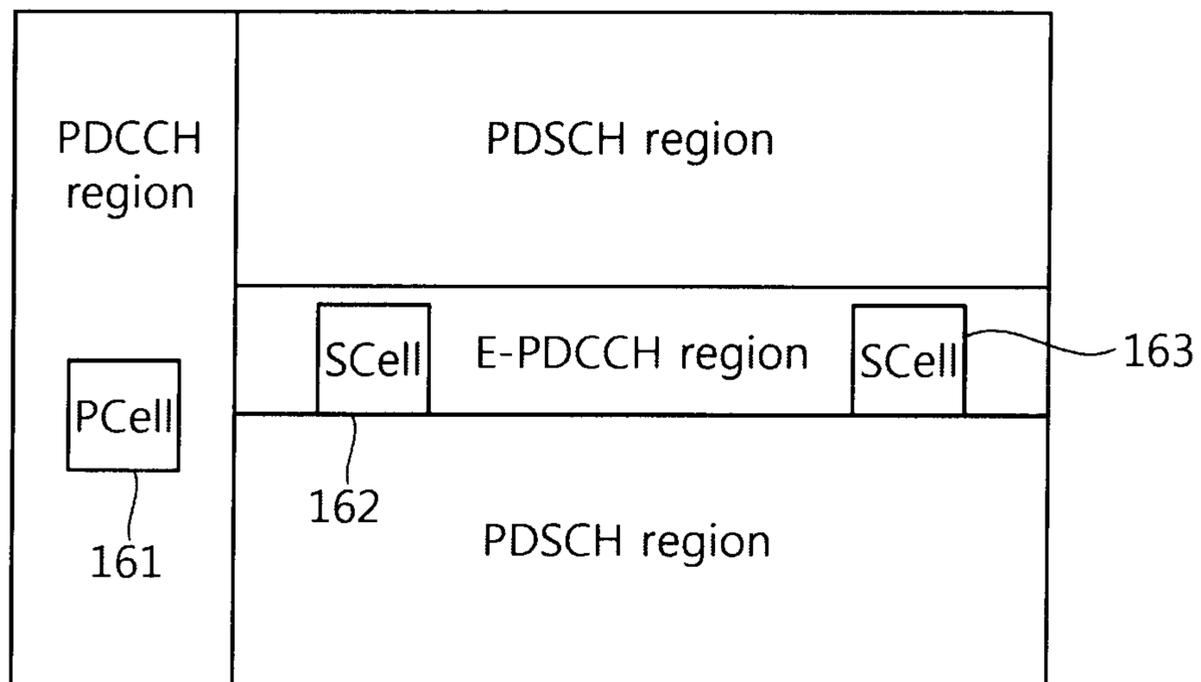 PDCCH
region
PDSCH region
SCell
E-PDCCH region
SCell
163
PCell
162
161
PDSCH region